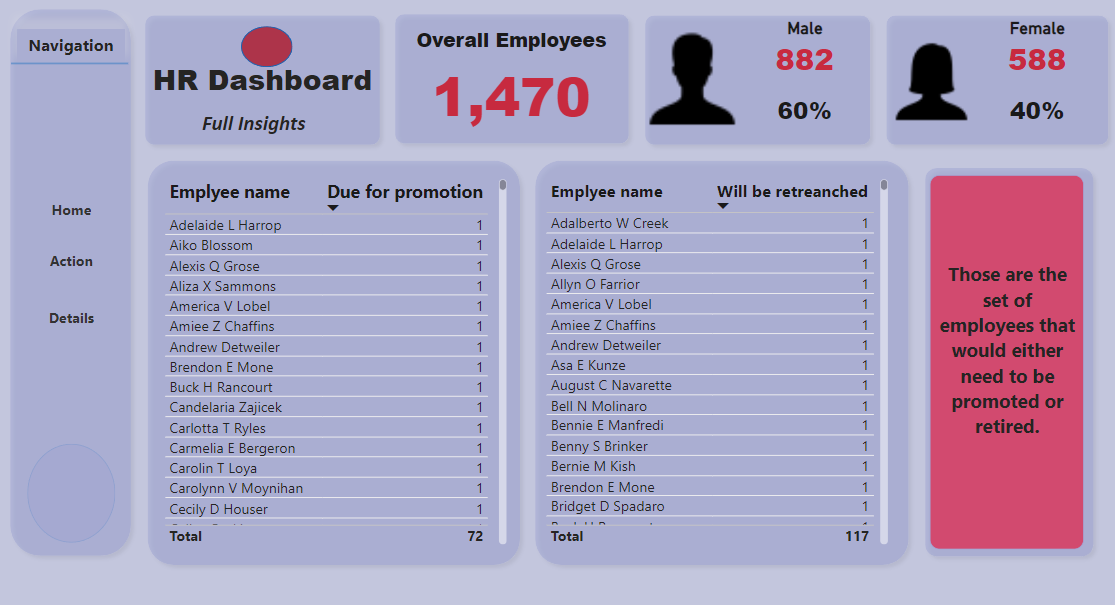 Navigation
Home
Action
Details
HR Dashboard
Full Insights
Overall Employees
1,470
Male
882
60%
Female
588
40%
Emplyee name Due for promotion
Adelaide L Harrop 1
Aiko Blossom 1
Alexis Q Grose 1
Aliza X Sammons 1
America V Lobel 1
Amiee Z Chaffins 1
Andrew Detweiler 1
Brendon E Mone 1
Buck H Rancourt 1
Candelaria Zajicek 1
Carlotta T Ryles 1
Carmelia E Bergeron 1
Carolin T Loya 1
Carolynn V Moynihan 1
Cecily D Houser 1
Total 72
Emplyee name Will be retreanched
Adalberto W Creek 1
Adelaide L Harrop 1
Alexis Q Grose 1
Allyn O Farrior 1
America V Lobel 1
Amiee Z Chaffins 1
Andrew Detweiler 1
Asa E Kunze 1
August C Navarette 1
Bell N Molinaro 1
Bennie E Manfredi 1
Benny S Brinker 1
Bernie M Kish 1
Brendon E Mone 1
Bridget D Spadaro 1
Total 117
Those are the
set of
employees that
would either
need to be
promoted or
retired.